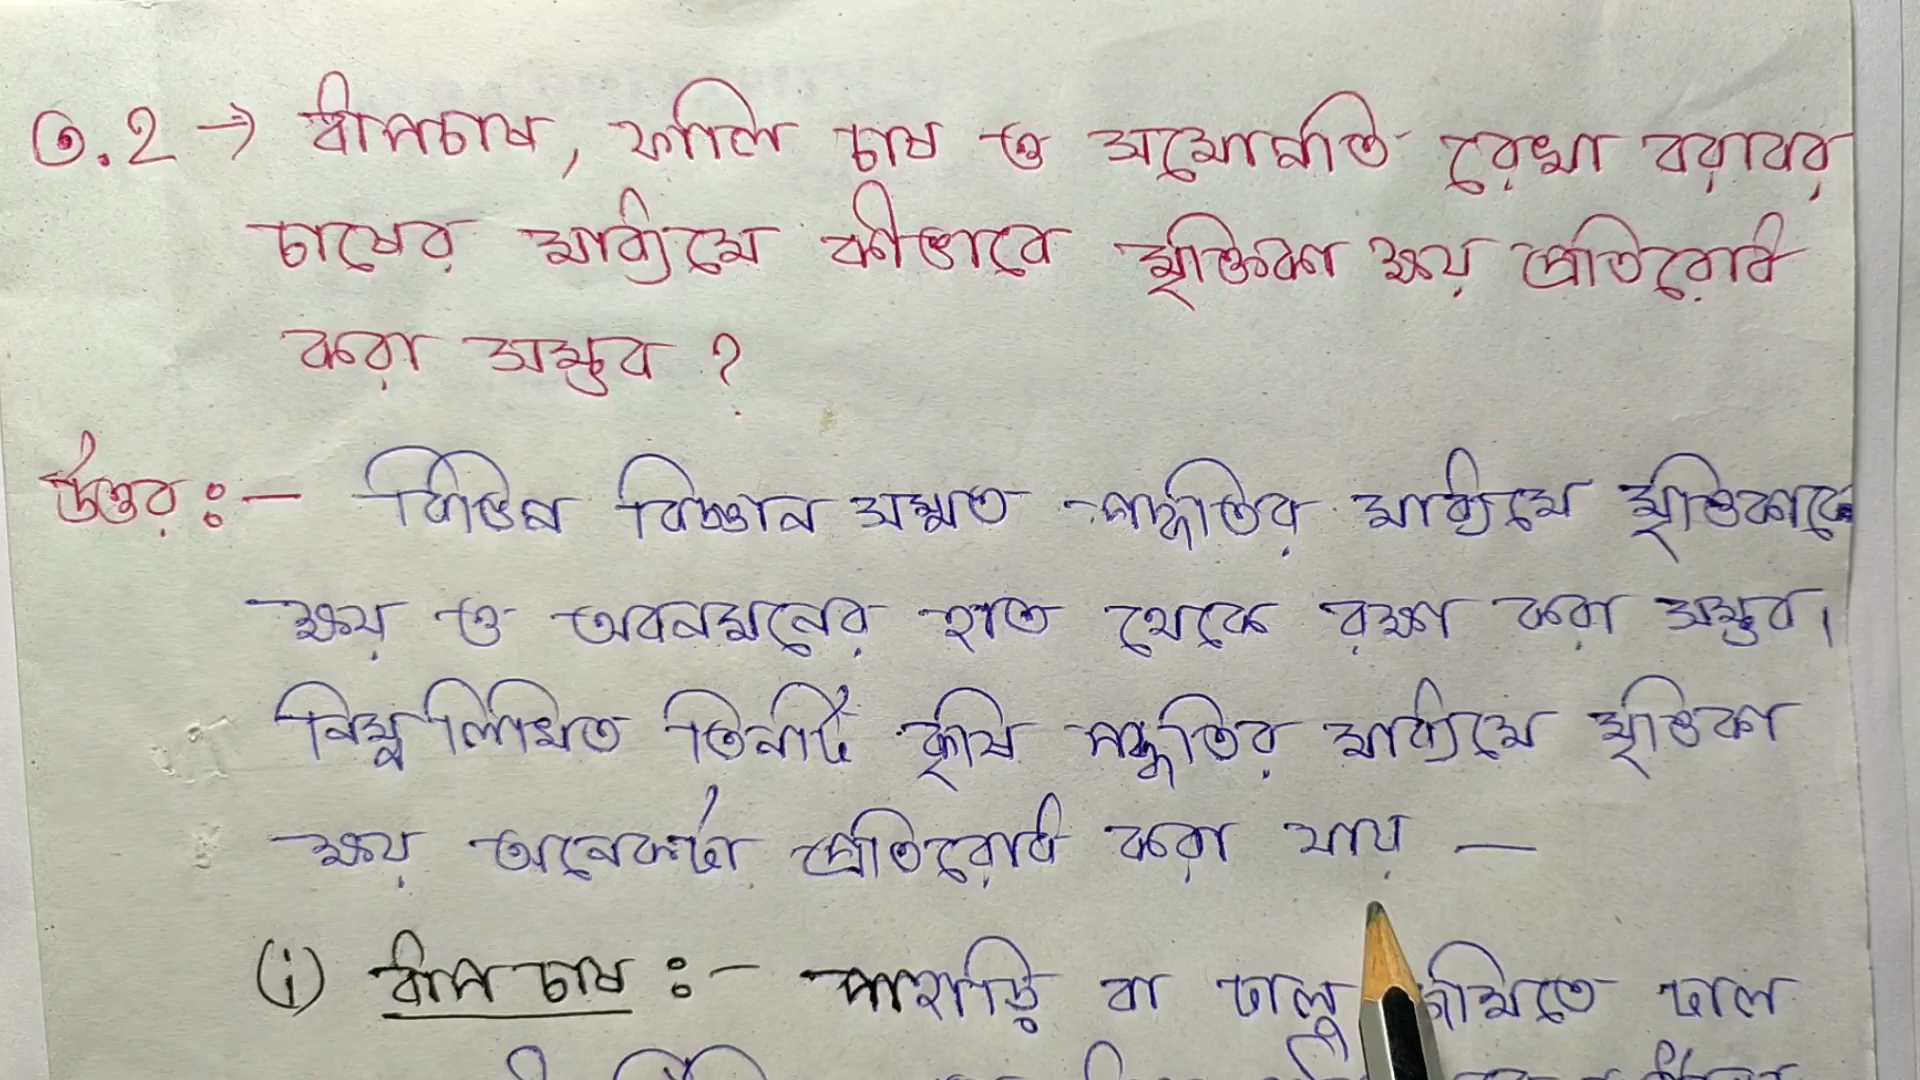 ৩.2 → ধাপচাষ, ফালি চাষ ও সমোন্নতি রেখা বরাবর
চাষের মাধ্যমে কীভাবে মৃত্তিকা ক্ষয় প্রতিরোধ
করা সম্ভব ?
উত্তর :- বিভিন্ন বিজ্ঞান সম্মত পদ্ধতির মাধ্যমে মৃত্তিকাকে
ক্ষয় ও অবনমনের হাত থেকে রক্ষা করা সম্ভব।
নিম্নলিখিত তিনটি কৃষি পদ্ধতির মাধ্যমে মৃত্তিকা
ক্ষয় অনেকটা প্রতিরোধ করা যায় —
(i) ধাপ চাষ :- পাহাড়ি বা ঢালু জমিতে ঢাল